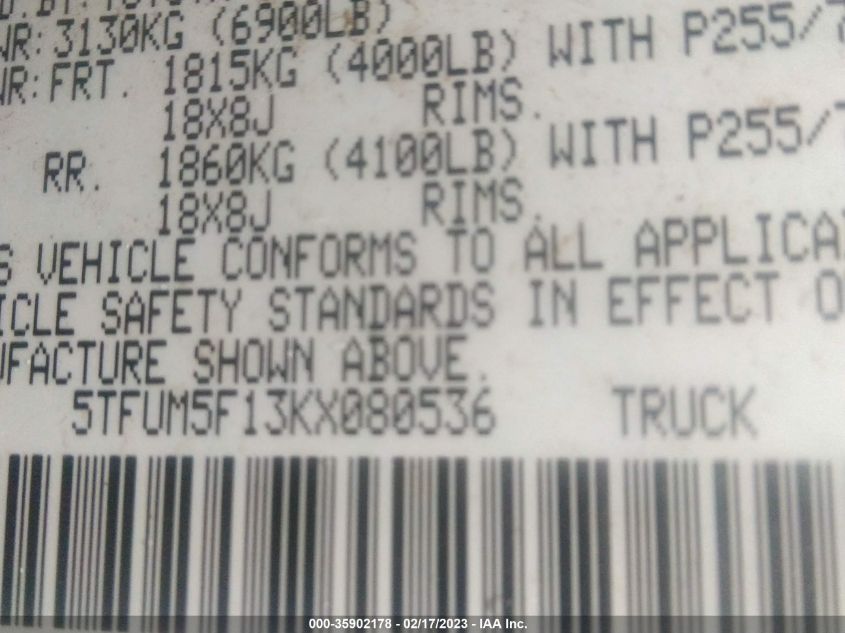 WR: 3130KG (6900LB)
WR: FRT. 1815KG (4000LB) WITH P255/7
18X8J RIMS.
RR. 1860KG (4100LB) WITH P255/7
18X8J RIMS.
S VEHICLE CONFORMS TO ALL APPLICA
ICLE SAFETY STANDARDS IN EFFECT O
UFACTURE SHOWN ABOVE.
5TFUM5F13KX080536 TRUCK
000-35902178 - 02/17/2023 - IAA Inc.